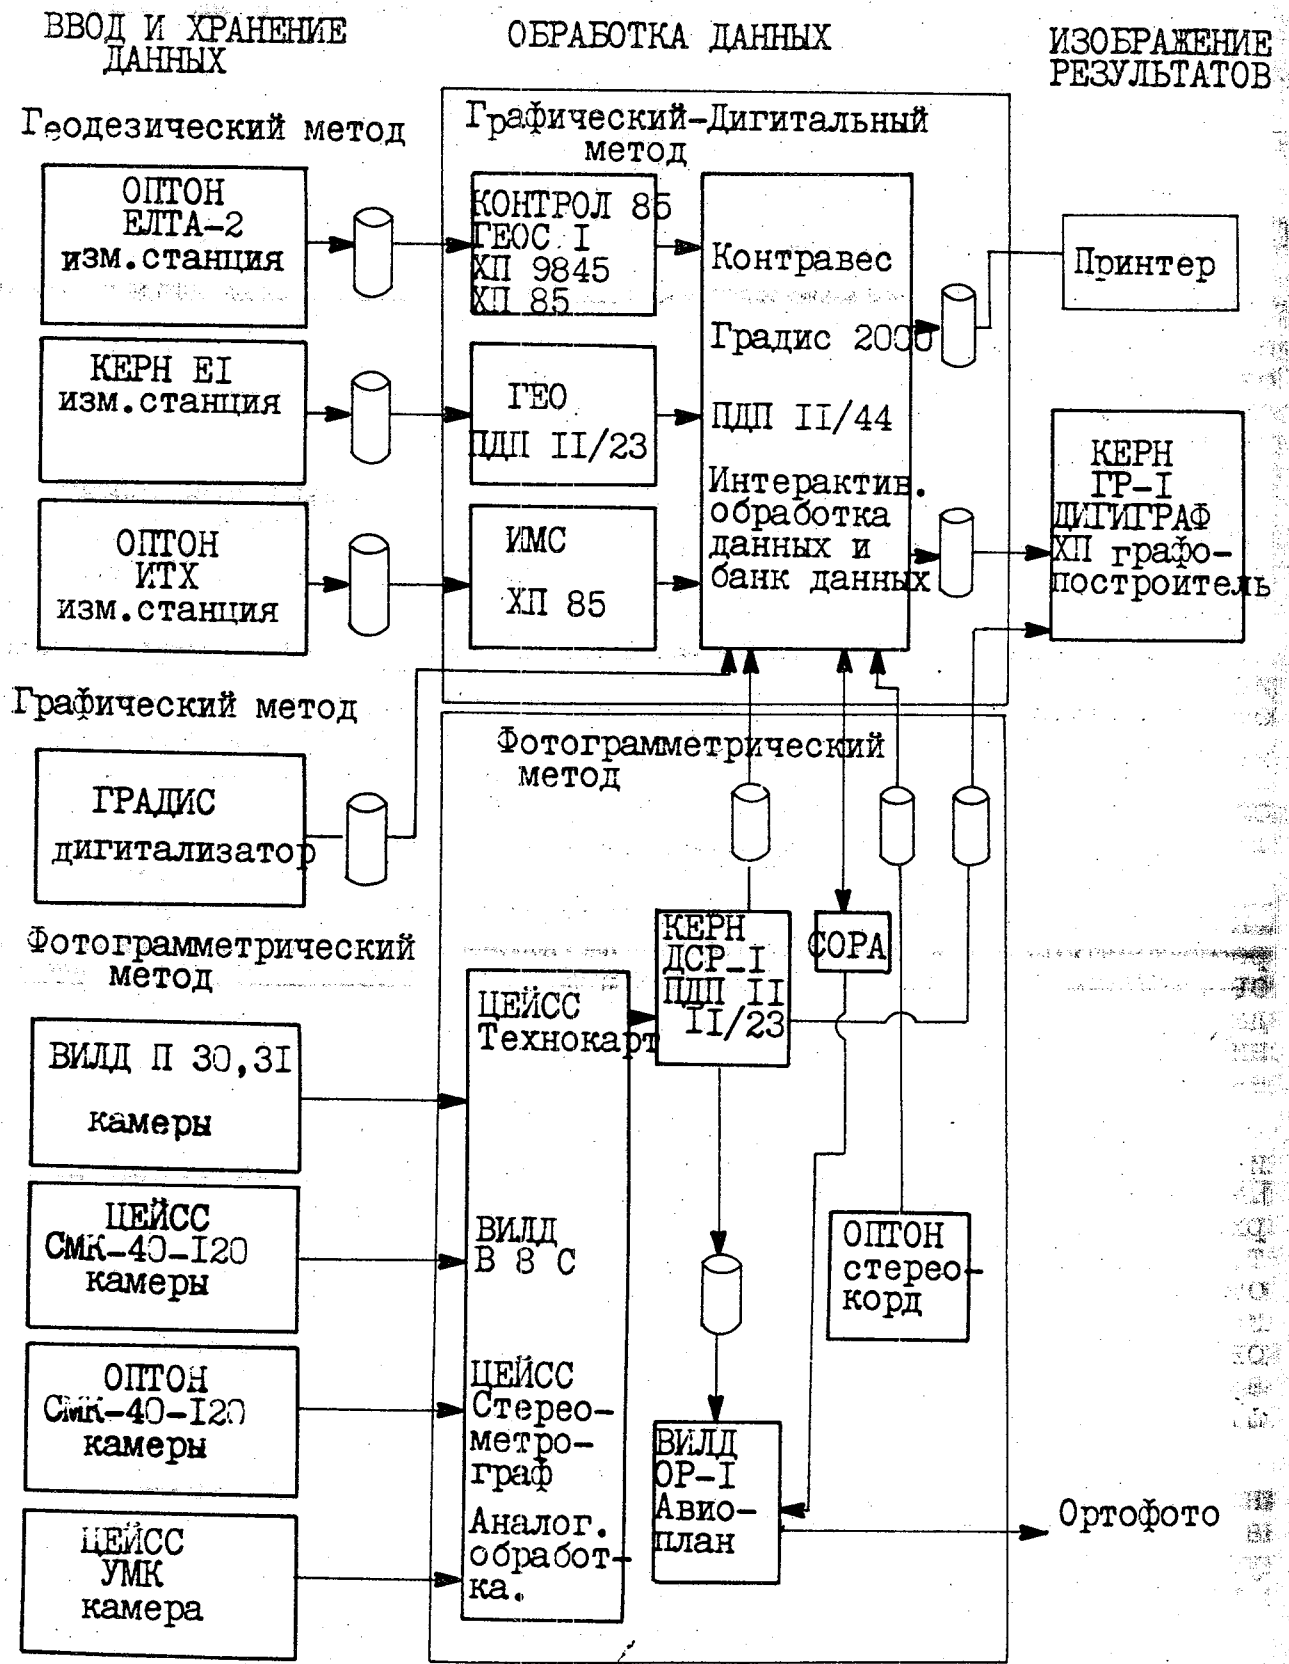 ВВОД И ХРАНЕНИЕ
ДАННЫХ
ОБРАБОТКА ДАННЫХ
ИЗОБРАЖЕНИЕ
РЕЗУЛЬТАТОВ
Геодезический метод
ОПТОН
ЕЛТА-2
изм.станция
КЕРН EI
изм.станция
ОПТОН
ИТХ
изм.станция
Графический метод
ГРАДИС
дигитализатор
Фотограмметрический
метод
ВИЛД П 30,3I
камеры
ЦЕЙСС
СМК-40-I20
камеры
ОПТОН
СМК-40-I20
камеры
ЦЕЙСС
УМК
камера
Графический-Дигитальный
метод
КОНТРОЛ 85
ГЕОС I
ХП 9845
ХП 85
ГЕО
ПДП II/23
ИМС
ХП 85
Контравес
Градис 2000
ПДП II/44
Интерактив.
обработка
данных и
банк данных
Фотограмметрический
метод
ЦЕЙСС
Технокарт
ВИЛД
В 8 С
ЦЕЙСС
Стерео-
метро-
граф
Аналог.
обработ-
ка.
КЕРН
ДСР-I
ПДП II
II/23
СОРА
ОПТОН
стерео-
корд
ВИЛД
ОР-I
Авио-
план
Принтер
КЕРН
ГР-I
ДИГИГРАФ
ХП графо-
построитель
Ортофото